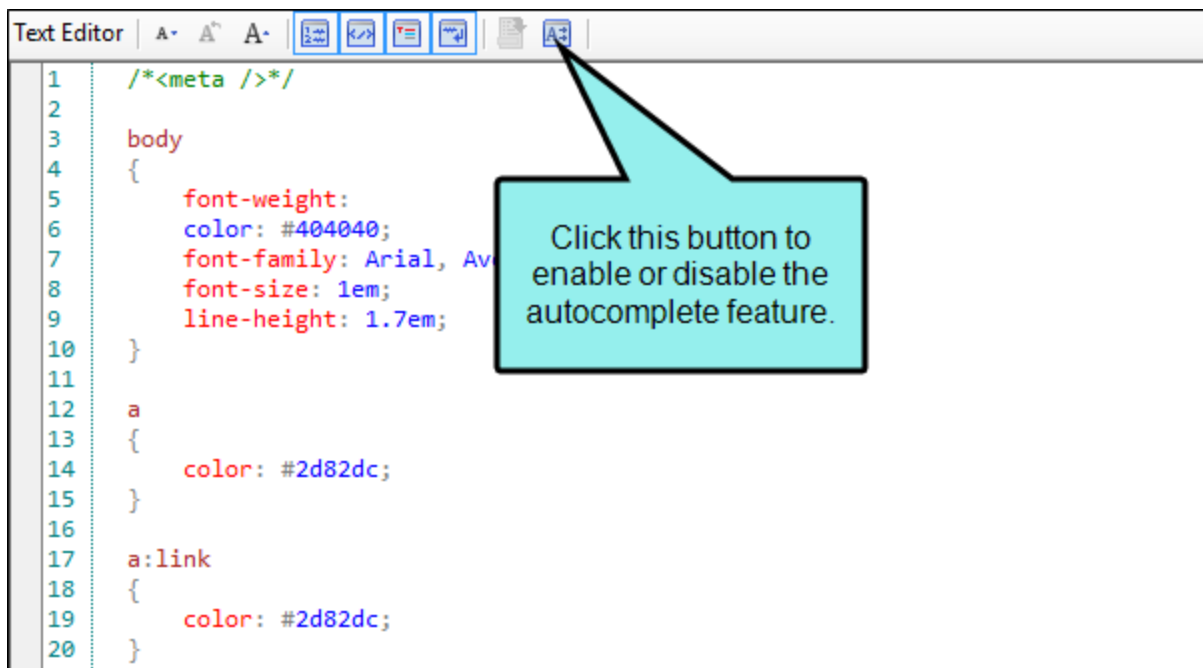 Text Editor
1 /*<meta />*/
2
3 body
4 {
5 font-weight:
6 color: #404040;
7 font-family: Arial,
8 font-size: 1em;
9 line-height: 1.7em;
10 }
11
12 a
13 {
14 color: #2d82dc;
15 }
16
17 a:link
18 {
19 color: #2d82dc;
20 }
Click this button to
enable or disable the
autocomplete feature.